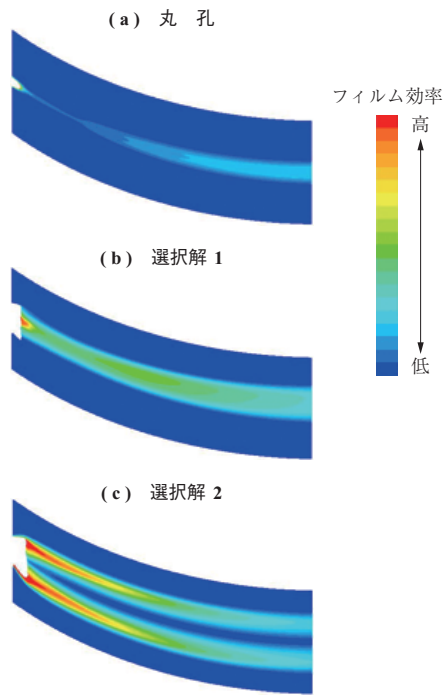 (a) 丸 孔
フィルム効率
高
(b) 選択解 1
低
(c) 選択解 2